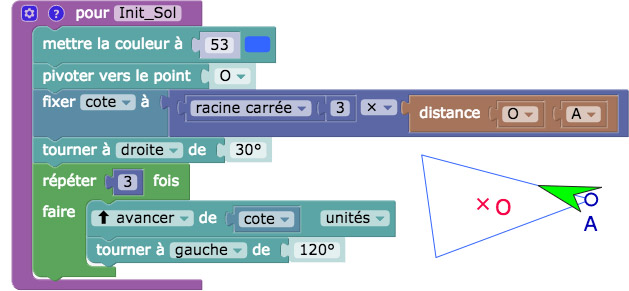 ? pour Init_Sol
mettre la couleur à 53
pivoter vers le point O
fixer cote à racine carrée 3 × distance O A
tourner à droite de 30°
répéter 3 fois
faire avancer de cote unités
tourner à gauche de 120°
O
A